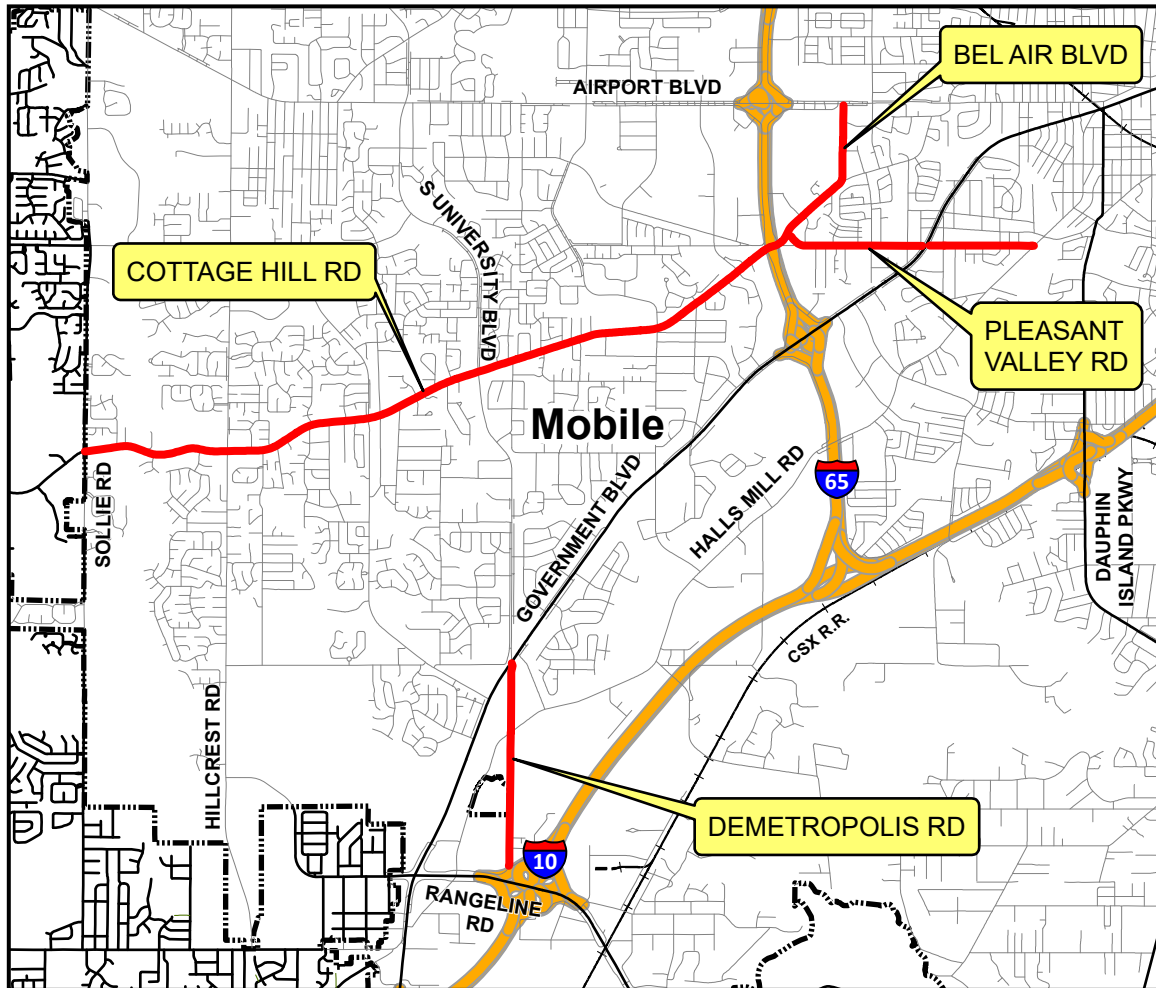 BEL AIR BLVD
AIRPORT BLVD
S UNIVERSITY BLVD
COTTAGE HILL RD
PLEASANT
VALLEY RD
Mobile
65
HALLS MILL RD
GOVERNMENT BLVD
SOLLIE RD
DAUPHIN
ISLAND PKWY
CSX R.R.
HILLCREST RD
DEMETROPOLIS RD
10
RANGELINE
RD